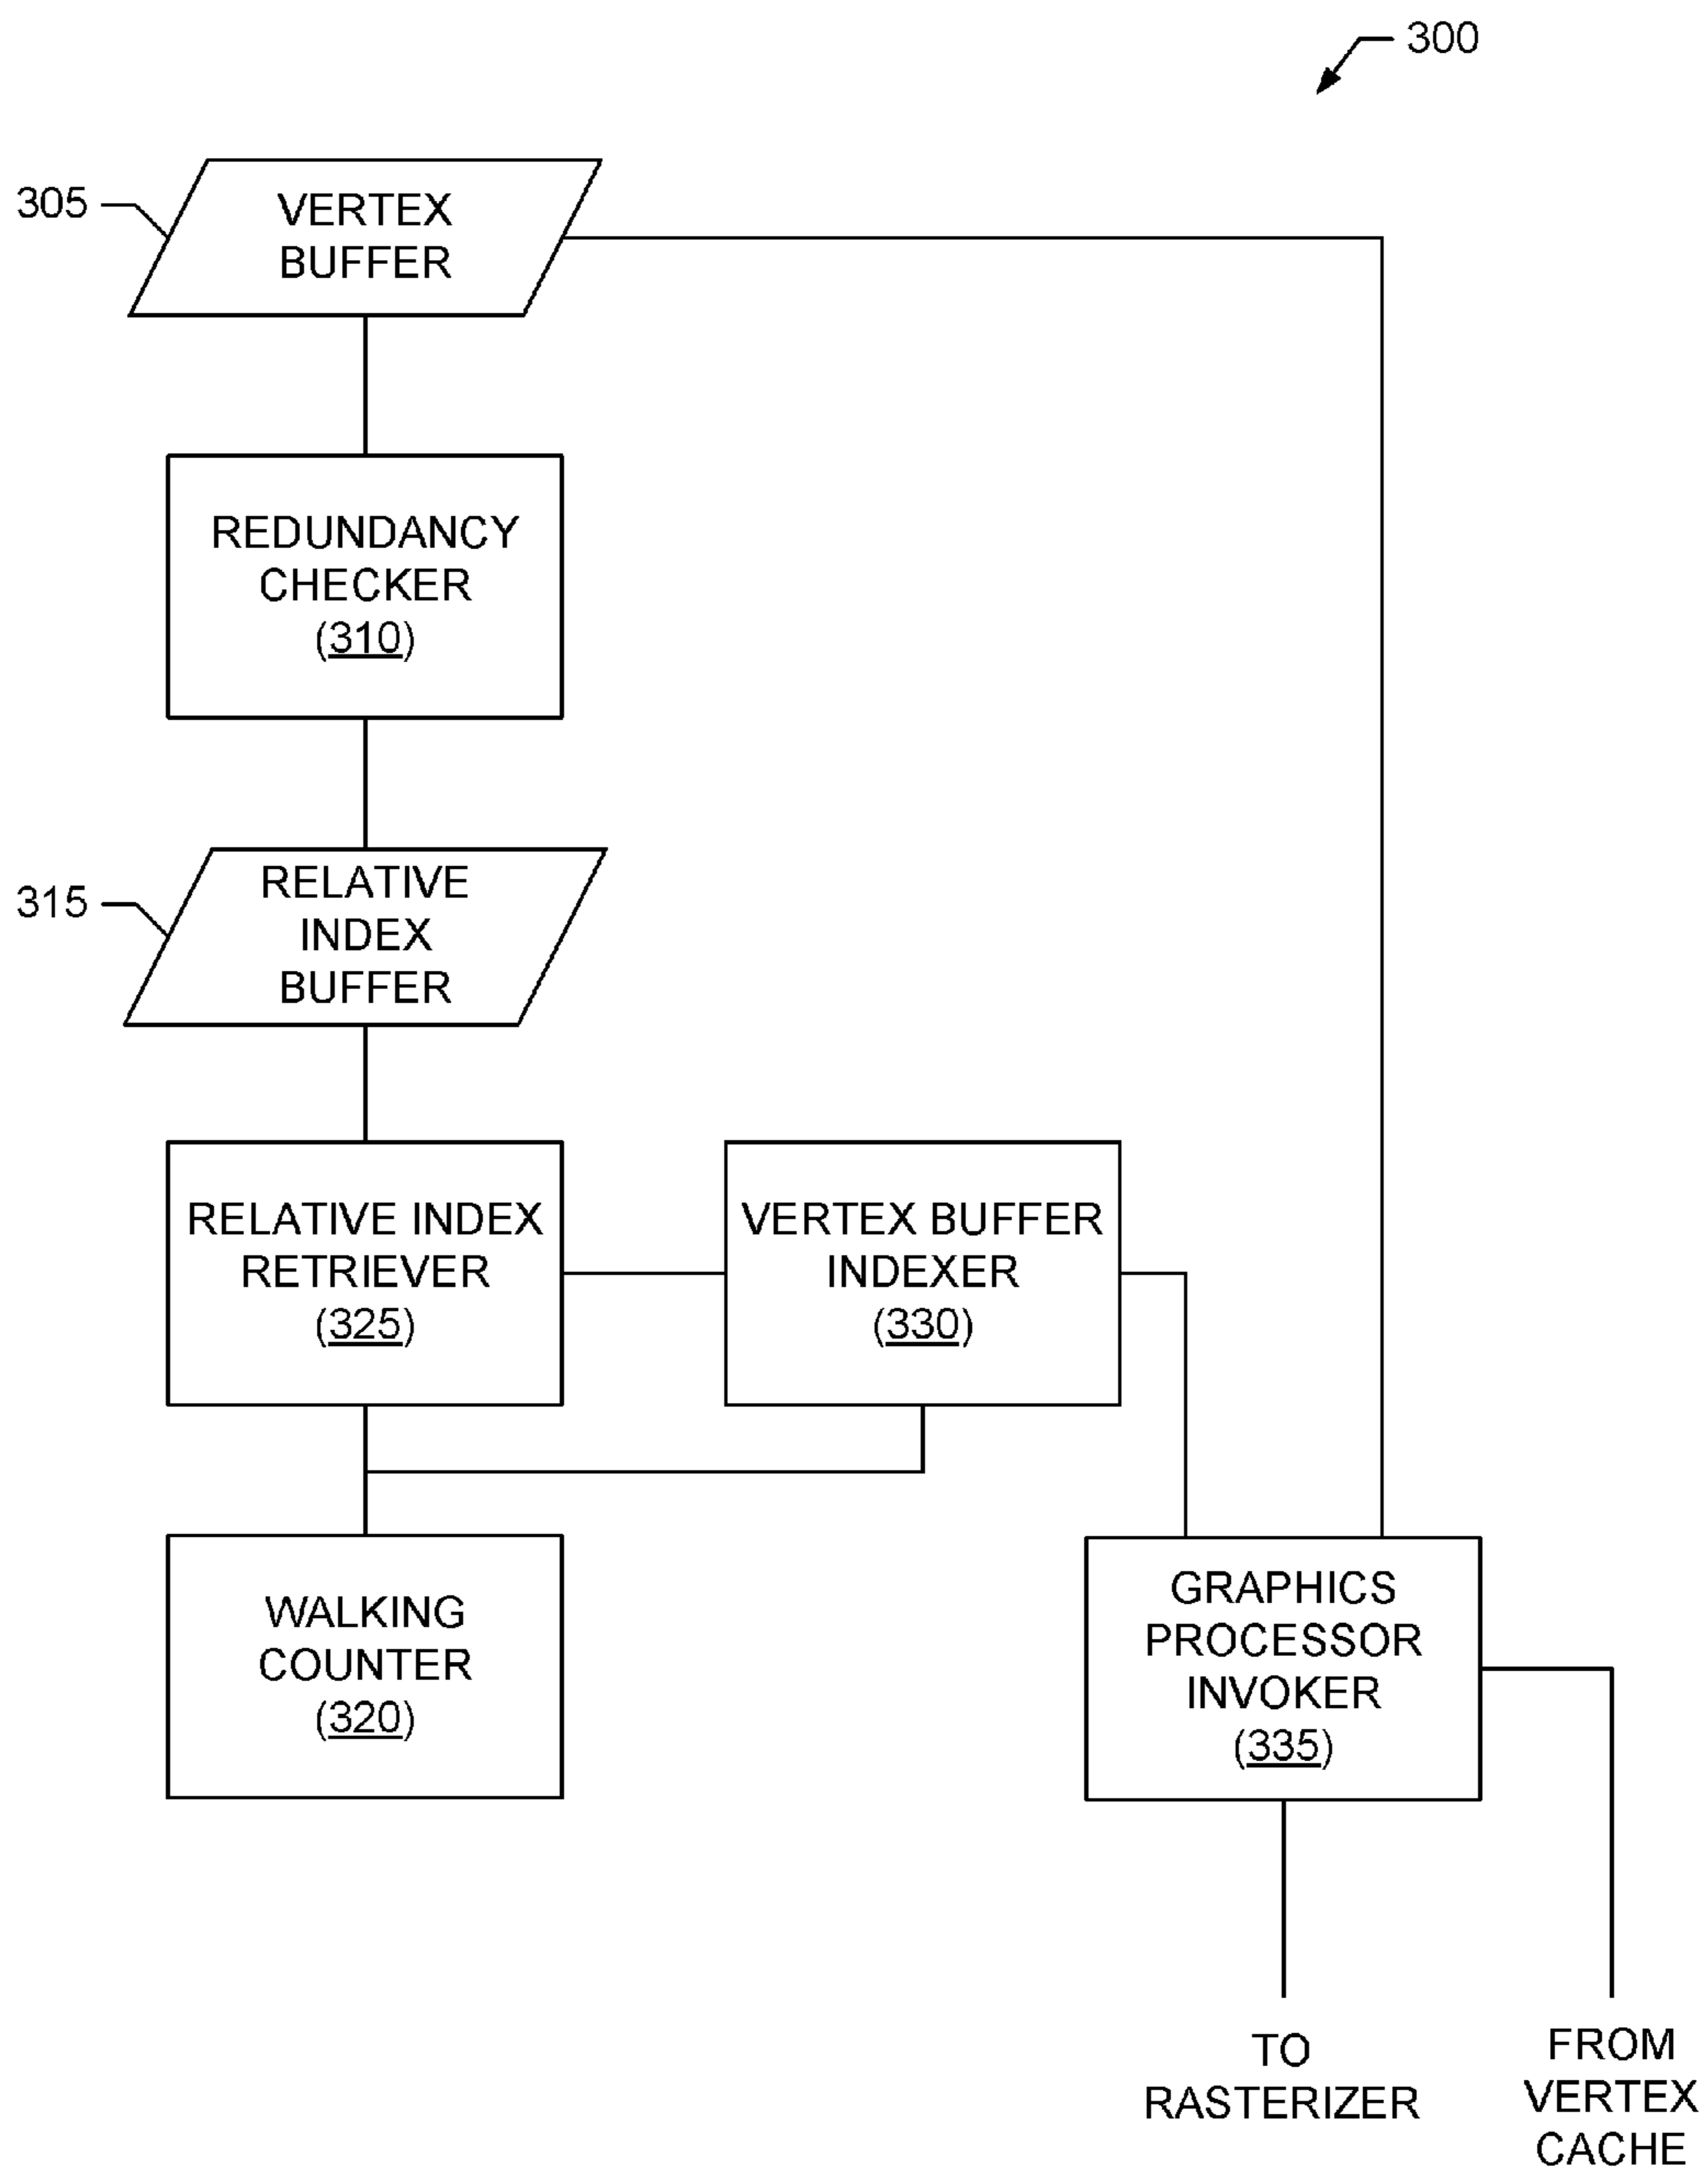 300
305
VERTEX
BUFFER
REDUNDANCY
CHECKER
(310)
315
RELATIVE
INDEX
BUFFER
RELATIVE INDEX
RETRIEVER
(325)
VERTEX BUFFER
INDEXER
(330)
WALKING
COUNTER
(320)
GRAPHICS
PROCESSOR
INVOKER
(335)
TO
RASTERIZER
FROM
VERTEX
CACHE